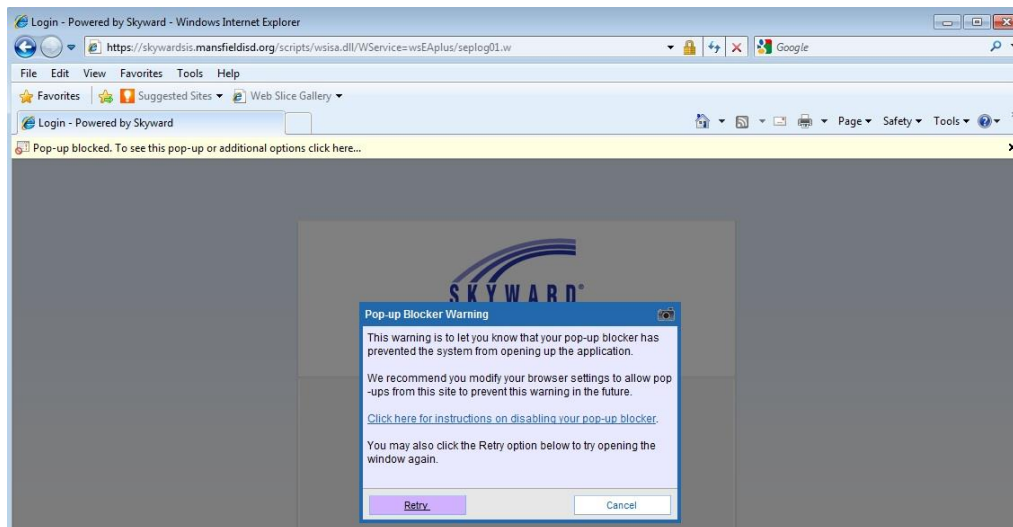 Login - Powered by Skyward - Windows Internet Explorer
https://skywardsis.mansfieldisd.org/scripts/wsisa.dll/WService=wsEAplus/seplog01.w
Google
File Edit View Favorites Tools Help
Favorites Suggested Sites Web Slice Gallery
Login - Powered by Skyward
Page Safety Tools
Pop-up blocked. To see this pop-up or additional options click here...
SKYWARD®
Pop-up Blocker Warning
This warning is to let you know that your pop-up blocker has
prevented the system from opening up the application.
We recommend you modify your browser settings to allow pop
-ups from this site to prevent this warning in the future.
Click here for instructions on disabling your pop-up blocker.
You may also click the Retry option below to try opening the
window again.
Retry
Cancel